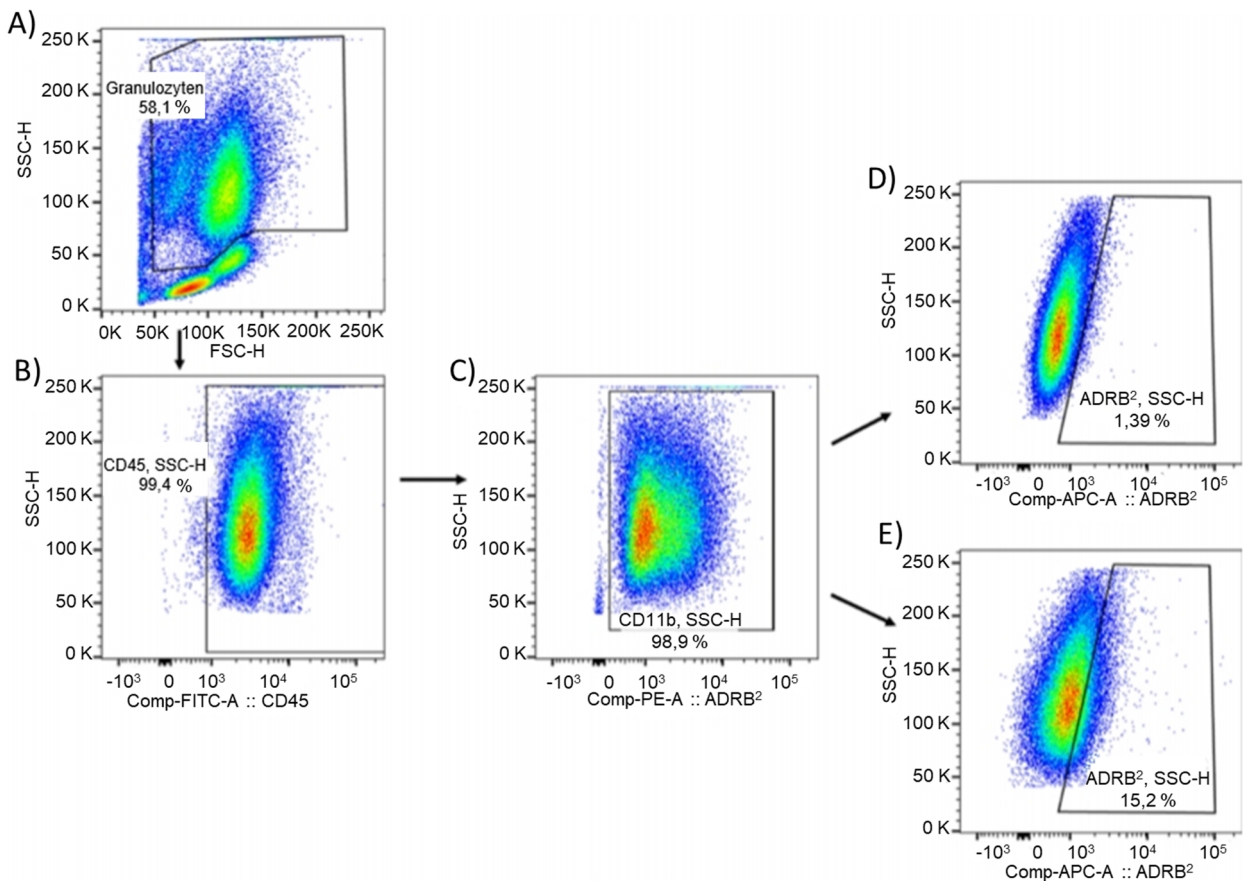 A)
250 K
200 K
150 K
100 K
50 K
0 K
SSC-H
Granulozyten
58,1 %
0K 50K 100K 150K 200K 250K
FSC-H
B)
250 K
200 K
150 K
100 K
50 K
0 K
SSC-H
CD45, SSC-H
99,4 %
-10³ 0 10³ 10⁴ 10⁵
Comp-FITC-A :: CD45
C)
250 K
200 K
150 K
100 K
50 K
0 K
SSC-H
CD11b, SSC-H
98,9 %
-10³ 0 10³ 10⁴ 10⁵
Comp-PE-A :: ADRB²
D)
250 K
200 K
150 K
100 K
50 K
0 K
SSC-H
ADRB², SSC-H
1,39 %
-10³ 0 10³ 10⁴ 10⁵
Comp-APC-A :: ADRB²
E)
250 K
200 K
150 K
100 K
50 K
0 K
SSC-H
ADRB², SSC-H
15,2 %
-10³ 0 10³ 10⁴ 10⁵
Comp-APC-A :: ADRB²